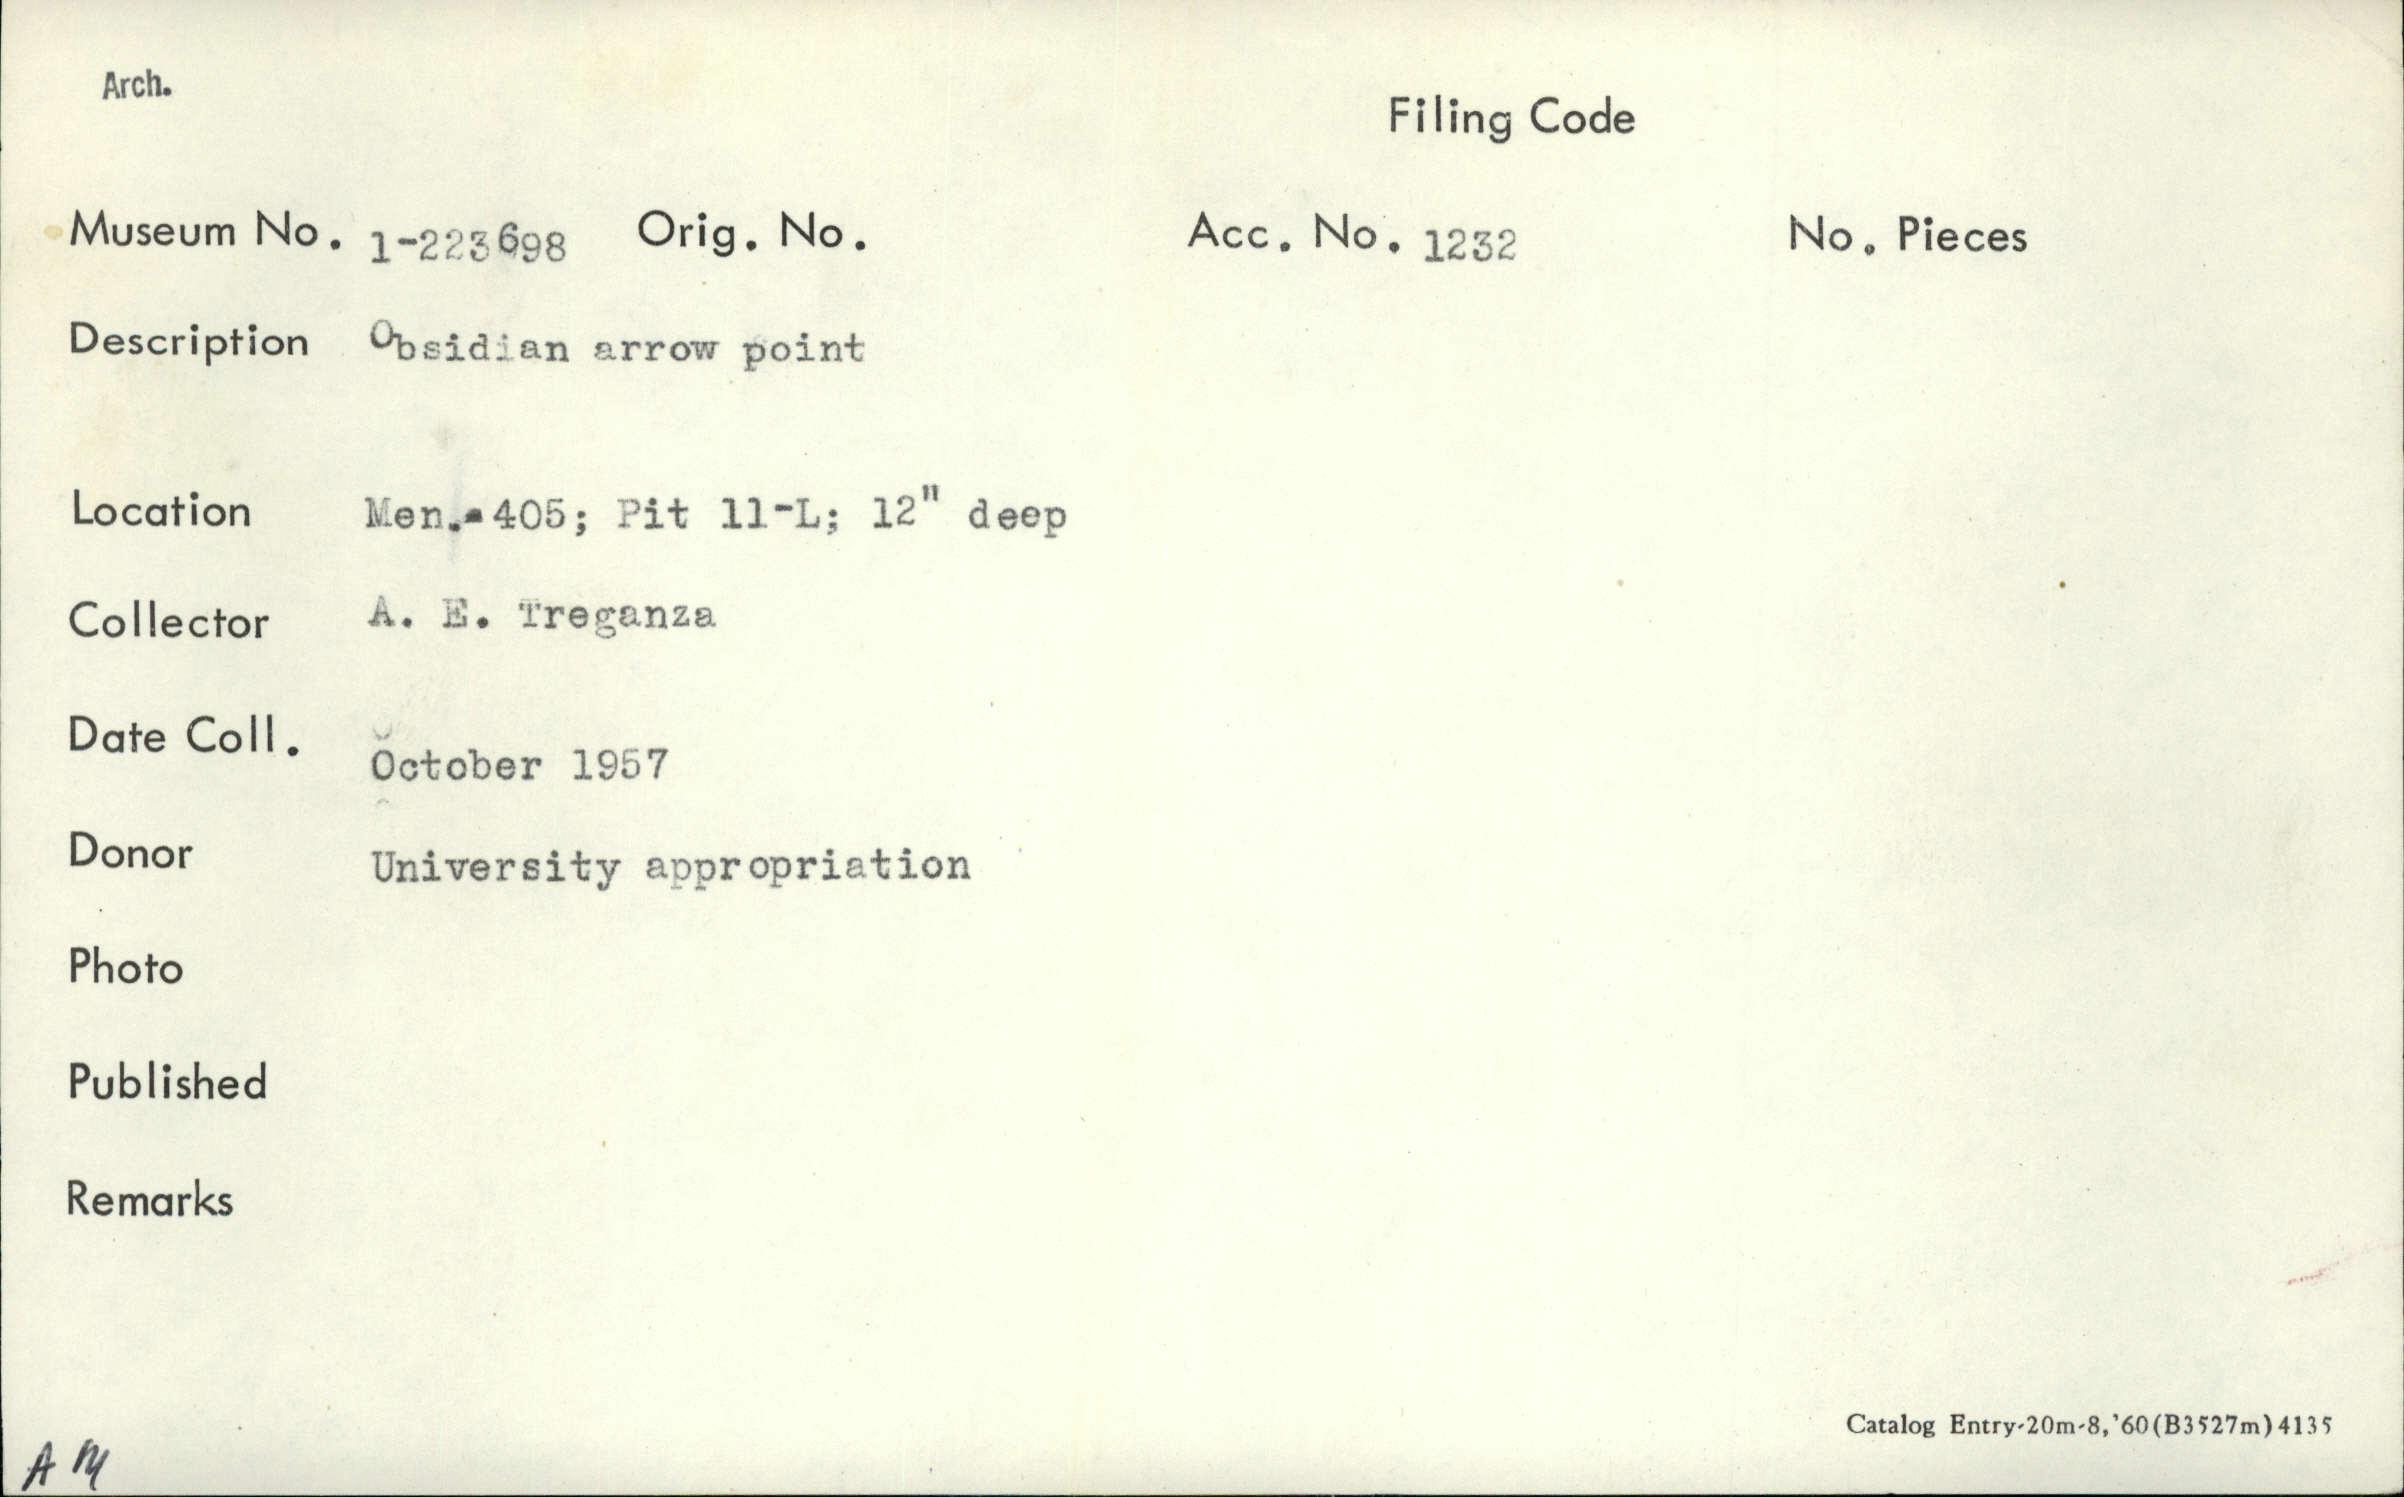 Arch.
Filing Code
Museum No. 1-223698 Orig. No. Acc. No. 1232 No. Pieces
Description Obsidian arrow point
Location Men.-405; Pit 11-L; 12" deep
Collector A. E. Treganza
Date Coll. October 1957
Donor University appropriation
Photo
Published
Remarks
Catalog Entry-20m-8,'60(B3527m)4135
AM